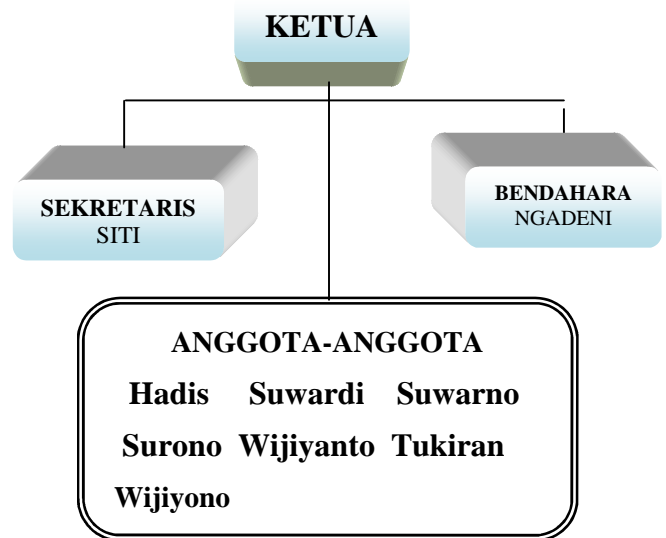 KETUA
SEKRETARIS
SITI
BENDAHARA
NGADENI
ANGGOTA-ANGGOTA
Hadis Suwardi Suwarno
Surono Wijiyanto Tukiran
Wijiyono